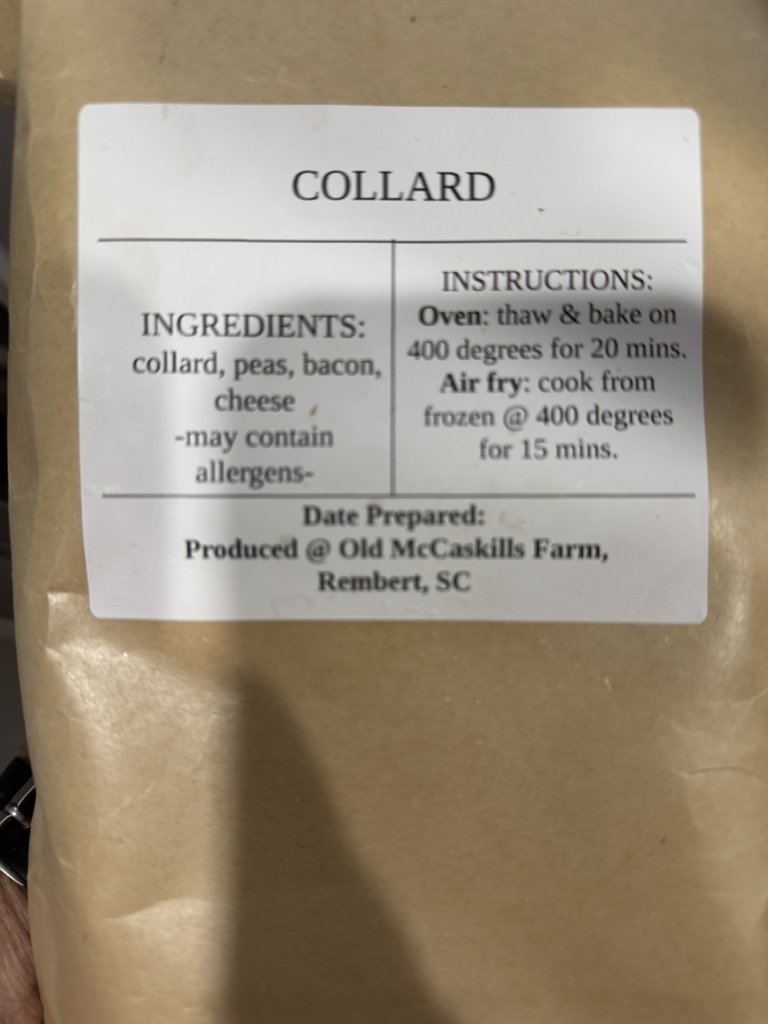 COLLARD
INGREDIENTS:
collard, peas, bacon,
cheese
-may contain
allergens-
INSTRUCTIONS:
Oven: thaw & bake on
400 degrees for 20 mins.
Air fry: cook from
frozen @ 400 degrees
for 15 mins.
Date Prepared:
Produced @ Old McCaskills Farm,
Rembert, SC